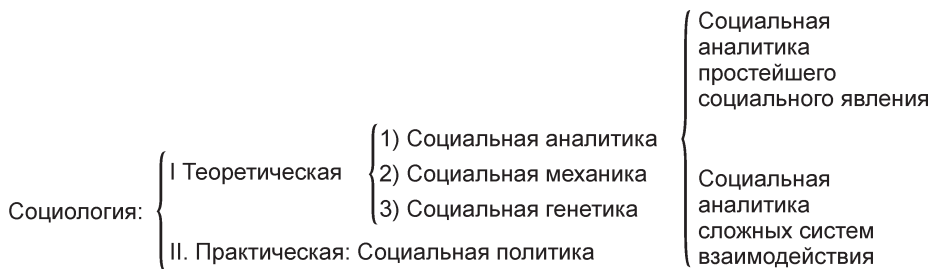 Социология:
I Теоретическая
II. Практическая: Социальная политика
1) Социальная аналитика
2) Социальная механика
3) Социальная генетика
Социальная
аналитика
простейшего
социального явления
Социальная
аналитика
сложных систем
взаимодействия